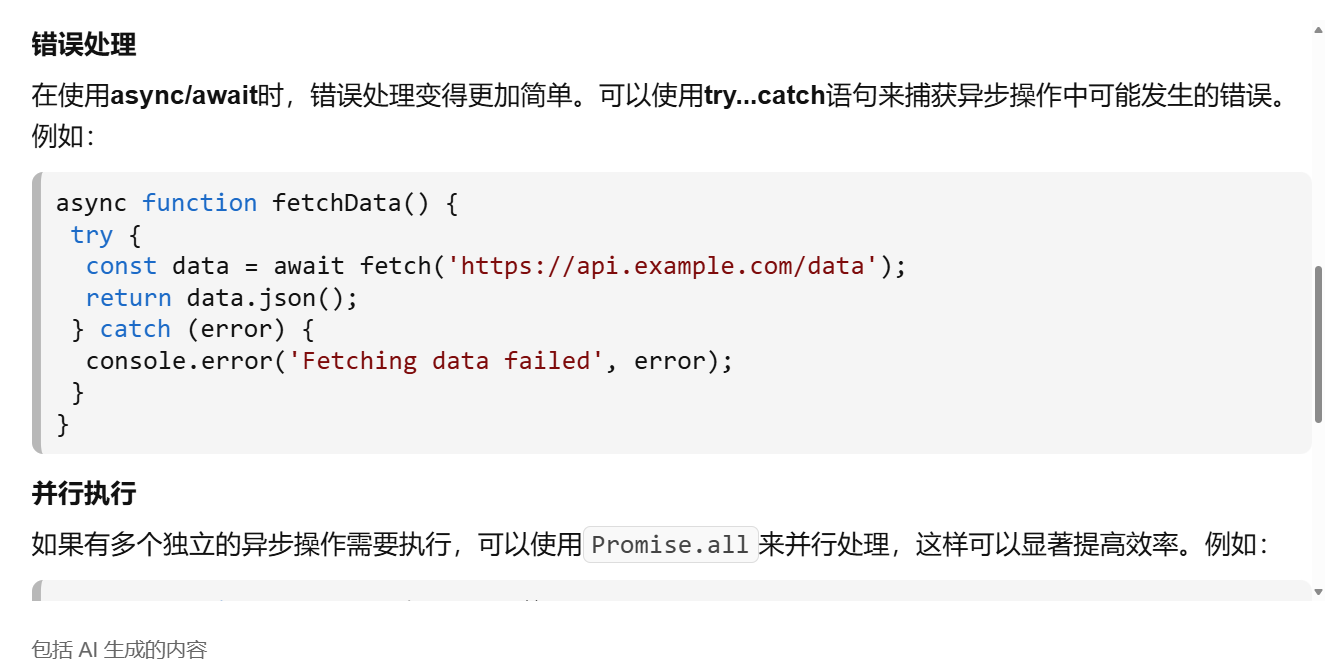 错误处理
在使用async/await时，错误处理变得更加简单。可以使用try...catch语句来捕获异步操作中可能发生的错误。
例如：
async function fetchData() {
 try {
  const data = await fetch('https://api.example.com/data');
  return data.json();
 } catch (error) {
  console.error('Fetching data failed', error);
 }
}
并行执行
如果有多个独立的异步操作需要执行，可以使用Promise.all来并行处理，这样可以显著提高效率。例如：
包括 AI 生成的内容